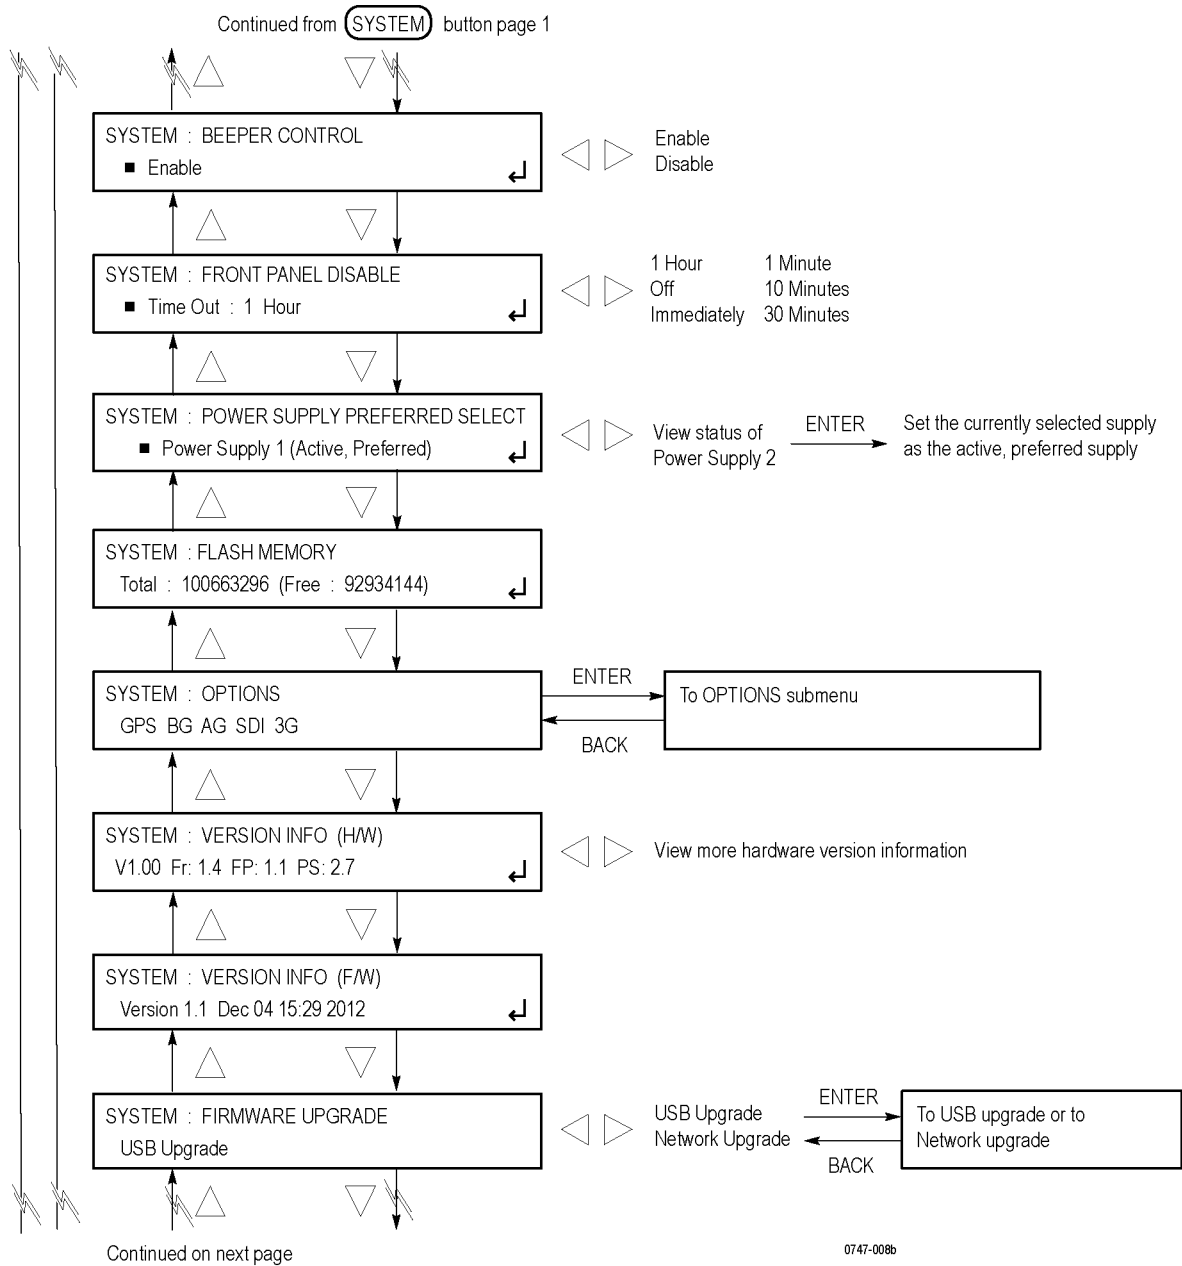 Continued from SYSTEM button page 1
SYSTEM : BEEPER CONTROL
■ Enable ↵
Enable
Disable
SYSTEM : FRONT PANEL DISABLE
■ Time Out : 1 Hour ↵
1 Hour 1 Minute
Off 10 Minutes
Immediately 30 Minutes
SYSTEM : POWER SUPPLY PREFERRED SELECT
■ Power Supply 1 (Active, Preferred) ↵
View status of
Power Supply 2
ENTER
Set the currently selected supply
as the active, preferred supply
SYSTEM : FLASH MEMORY
Total : 100663296 (Free : 92934144) ↵
SYSTEM : OPTIONS
GPS BG AG SDI 3G
ENTER
BACK
To OPTIONS submenu
SYSTEM : VERSION INFO (H/W)
V1.00 Fr: 1.4 FP: 1.1 PS: 2.7 ↵
View more hardware version information
SYSTEM : VERSION INFO (F/W)
Version 1.1 Dec 04 15:29 2012 ↵
SYSTEM : FIRMWARE UPGRADE
USB Upgrade
USB Upgrade
Network Upgrade
ENTER
BACK
To USB upgrade or to
Network upgrade
Continued on next page
0747-008b